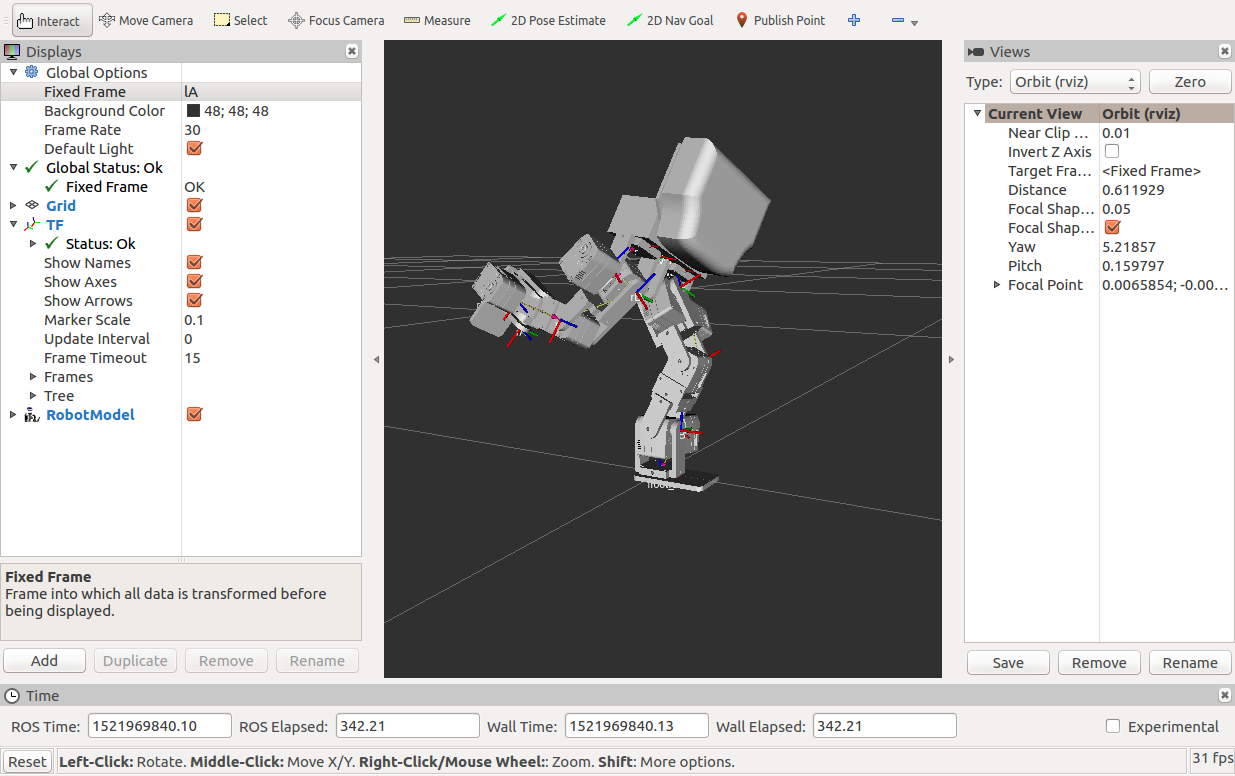 Interact Move Camera Select Focus Camera Measure 2D Pose Estimate 2D Nav Goal Publish Point
Displays
Global Options
Fixed Frame lA
Background Color 48; 48; 48
Frame Rate 30
Default Light
Global Status: Ok
Fixed Frame OK
Grid
TF
Status: Ok
Show Names
Show Axes
Show Arrows
Marker Scale 0.1
Update Interval 0
Frame Timeout 15
Frames
Tree
RobotModel
Fixed Frame
Frame into which all data is transformed before
being displayed.
Add Duplicate Remove Rename
Views
Type: Orbit (rviz) Zero
Current View Orbit (rviz)
Near Clip ... 0.01
Invert Z Axis
Target Fra... <Fixed Frame>
Distance 0.611929
Focal Shap... 0.05
Focal Shap...
Yaw 5.21857
Pitch 0.159797
Focal Point 0.0065854; -0.00...
Save Remove Rename
Time
ROS Time: 1521969840.10 ROS Elapsed: 342.21 Wall Time: 1521969840.13 Wall Elapsed: 342.21 Experimental
Reset Left-Click: Rotate. Middle-Click: Move X/Y. Right-Click/Mouse Wheel:: Zoom. Shift: More options. 31 fps